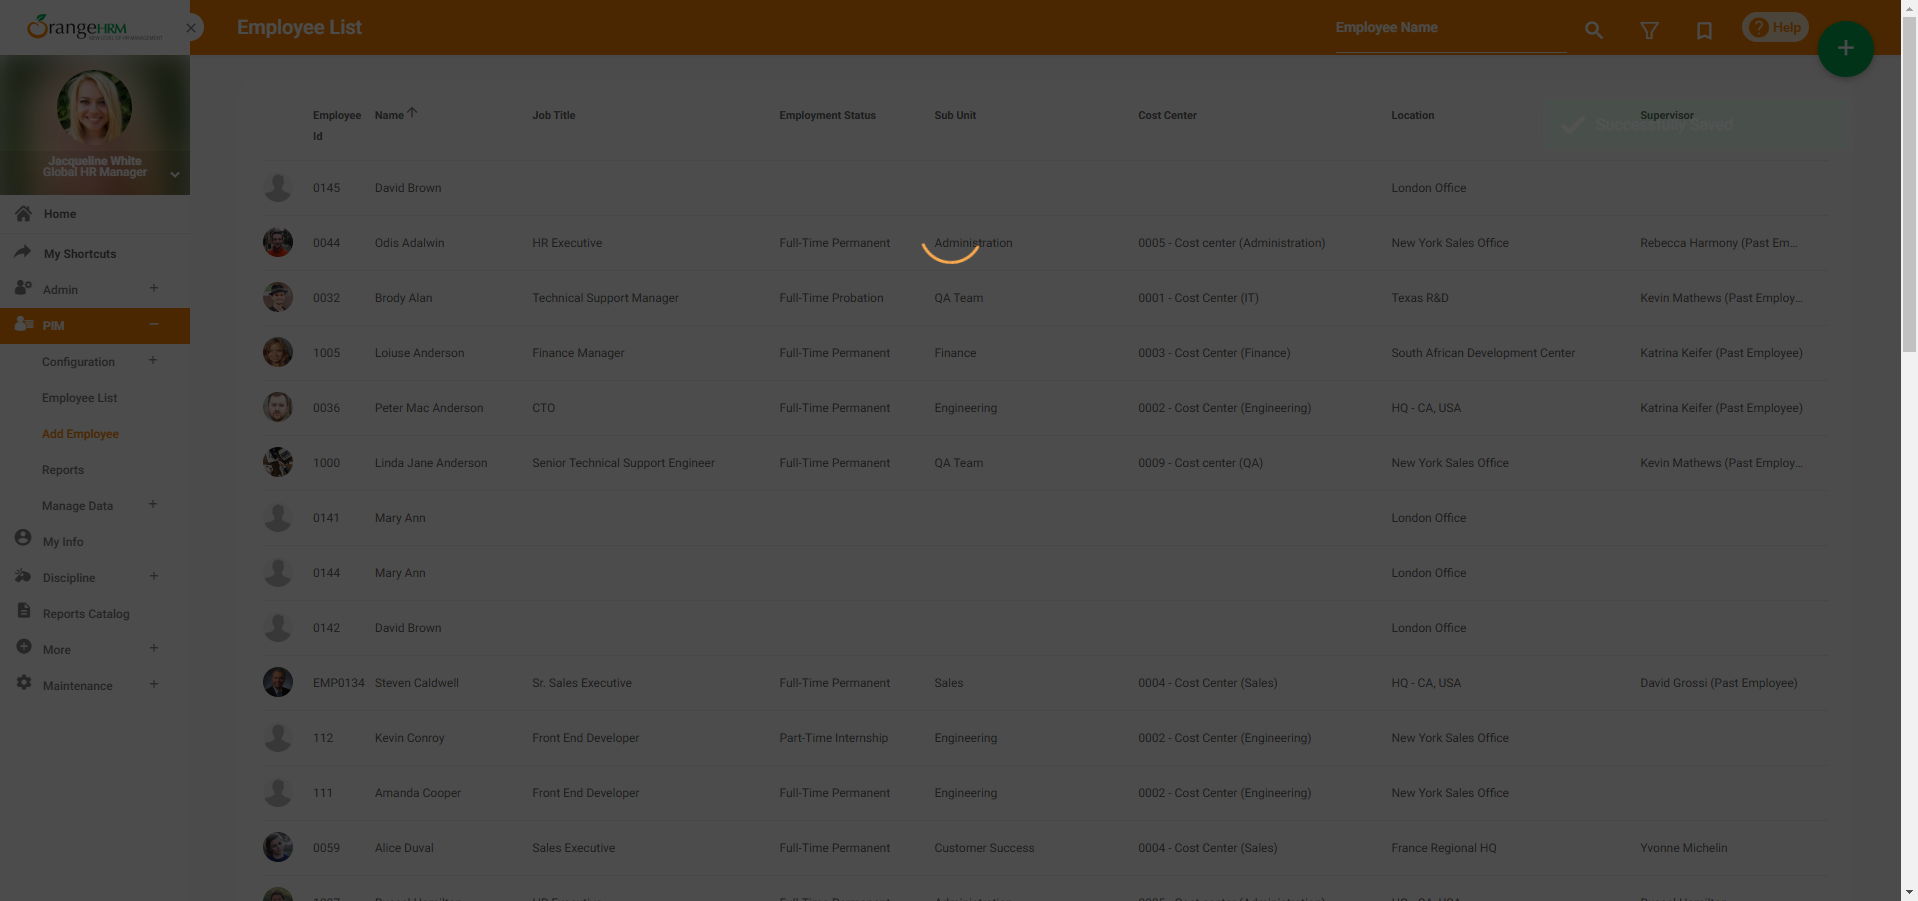 OrangeHRM
Employee List
Employee Name
Help
Jacqueline White
Global HR Manager
Home
My Shortcuts
Admin
PIM
Configuration
Employee List
Add Employee
Reports
Manage Data
My Info
Discipline
Reports Catalog
More
Maintenance
Successfully Saved
Employee Id Name Job Title Employment Status Sub Unit Cost Center Location Supervisor
0145 David Brown London Office
0044 Odis Adalwin HR Executive Full-Time Permanent Administration 0005 - Cost center (Administration) New York Sales Office Rebecca Harmony (Past Em...
0032 Brody Alan Technical Support Manager Full-Time Probation QA Team 0001 - Cost Center (IT) Texas R&D Kevin Mathews (Past Employ...
1005 Loiuse Anderson Finance Manager Full-Time Permanent Finance 0003 - Cost Center (Finance) South African Development Center Katrina Keifer (Past Employee)
0036 Peter Mac Anderson CTO Full-Time Permanent Engineering 0002 - Cost Center (Engineering) HQ - CA, USA Katrina Keifer (Past Employee)
1000 Linda Jane Anderson Senior Technical Support Engineer Full-Time Permanent QA Team 0009 - Cost center (QA) New York Sales Office Kevin Mathews (Past Employ...
0141 Mary Ann London Office
0144 Mary Ann London Office
0142 David Brown London Office
EMP0134 Steven Caldwell Sr. Sales Executive Full-Time Permanent Sales 0004 - Cost Center (Sales) HQ - CA, USA David Grossi (Past Employee)
112 Kevin Conroy Front End Developer Part-Time Internship Engineering 0002 - Cost Center (Engineering) New York Sales Office
111 Amanda Cooper Front End Developer Full-Time Permanent Engineering 0002 - Cost Center (Engineering) New York Sales Office
0059 Alice Duval Sales Executive Full-Time Permanent Customer Success 0004 - Cost Center (Sales) France Regional HQ Yvonne Michelin